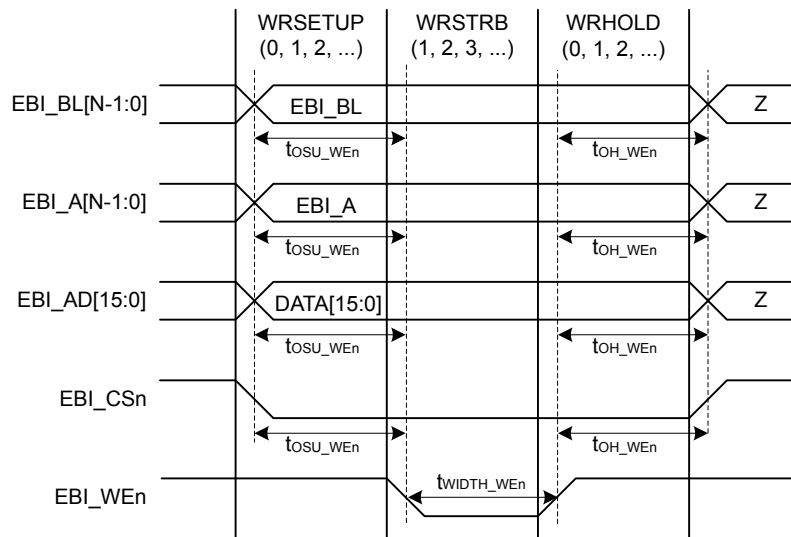 WRSETUP WRSTRB WRHOLD
(0, 1, 2, ...) (1, 2, 3, ...) (0, 1, 2, ...)
EBI_BL[N-1:0] EBI_BL Z
tOSU_WEn tOH_WEn
EBI_A[N-1:0] EBI_A Z
tOSU_WEn tOH_WEn
EBI_AD[15:0] DATA[15:0] Z
tOSU_WEn tOH_WEn
EBI_CSn
tOSU_WEn tOH_WEn
EBI_WEn tWIDTH_WEn